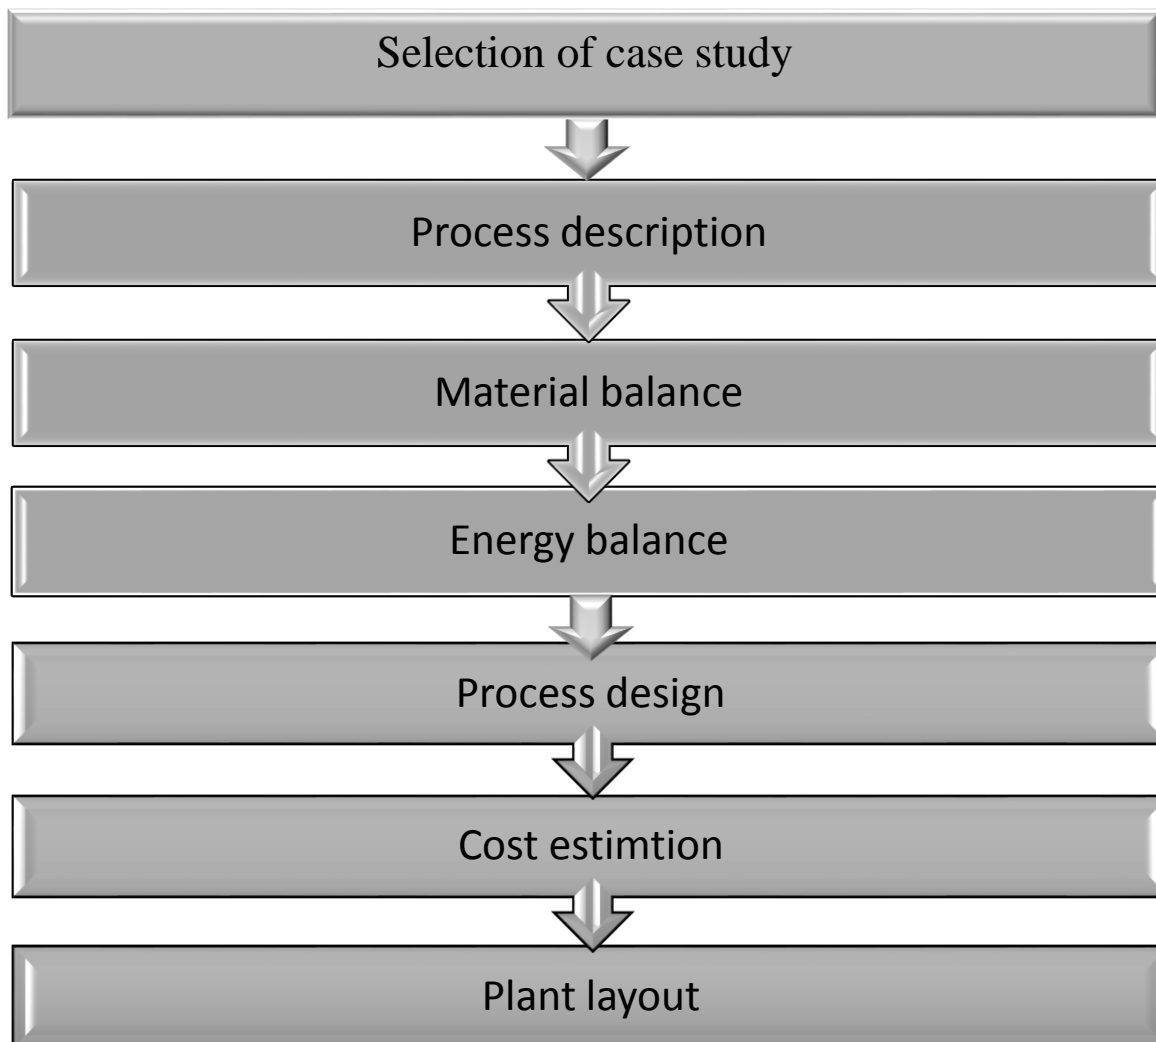 Selection of case study
Process description
Material balance
Energy balance
Process design
Cost estimtion
Plant layout